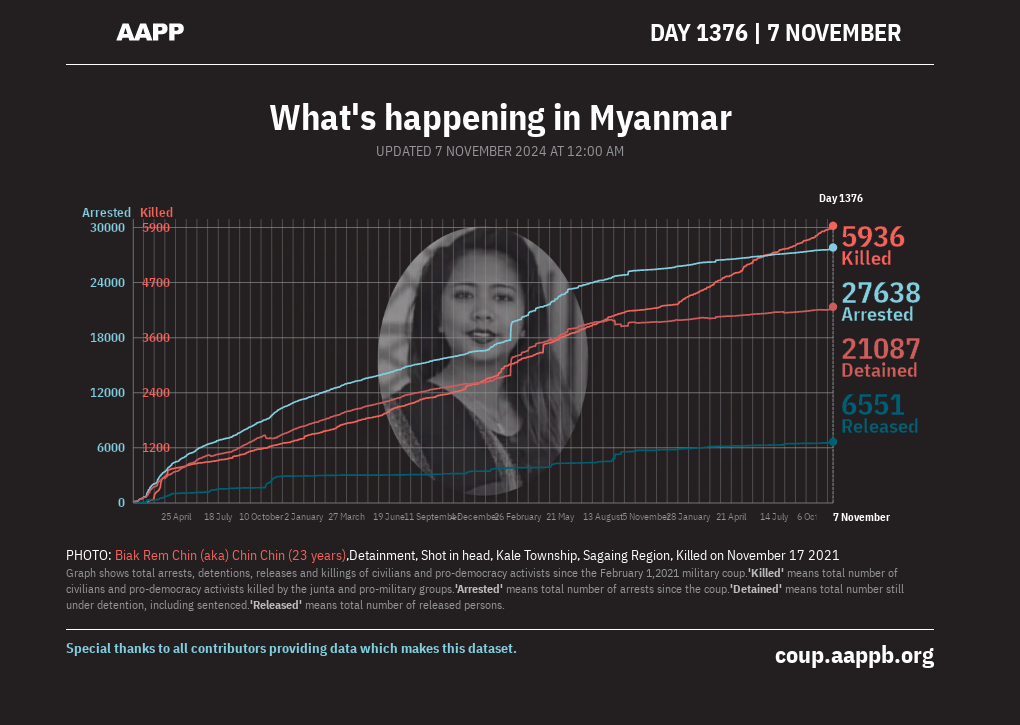 AAPP
DAY 1376 | 7 NOVEMBER
What's happening in Myanmar
UPDATED 7 NOVEMBER 2024 AT 12:00 AM
Day 1376
Arrested Killed
30000 5900
24000 4700
18000 3600
12000 2400
6000 1200
0
5936
Killed
27638
Arrested
21087
Detained
6551
Released
25 April 18 July 10 October 2 January 27 March 19 June 11 September 4 December 26 February 21 May 13 August 5 November 28 January 21 April 14 July 6 Oct 7 November
PHOTO: Biak Rem Chin (aka) Chin Chin (23 years),Detainment, Shot in head, Kale Township, Sagaing Region, Killed on November 17 2021
Graph shows total arrests, detentions, releases and killings of civilians and pro-democracy activists since the February 1,2021 military coup.'Killed' means total number of
civilians and pro-democracy activists killed by the junta and pro-military groups.'Arrested' means total number of arrests since the coup.'Detained' means total number still
under detention, including sentenced.'Released' means total number of released persons.
Special thanks to all contributors providing data which makes this dataset.
coup.aappb.org